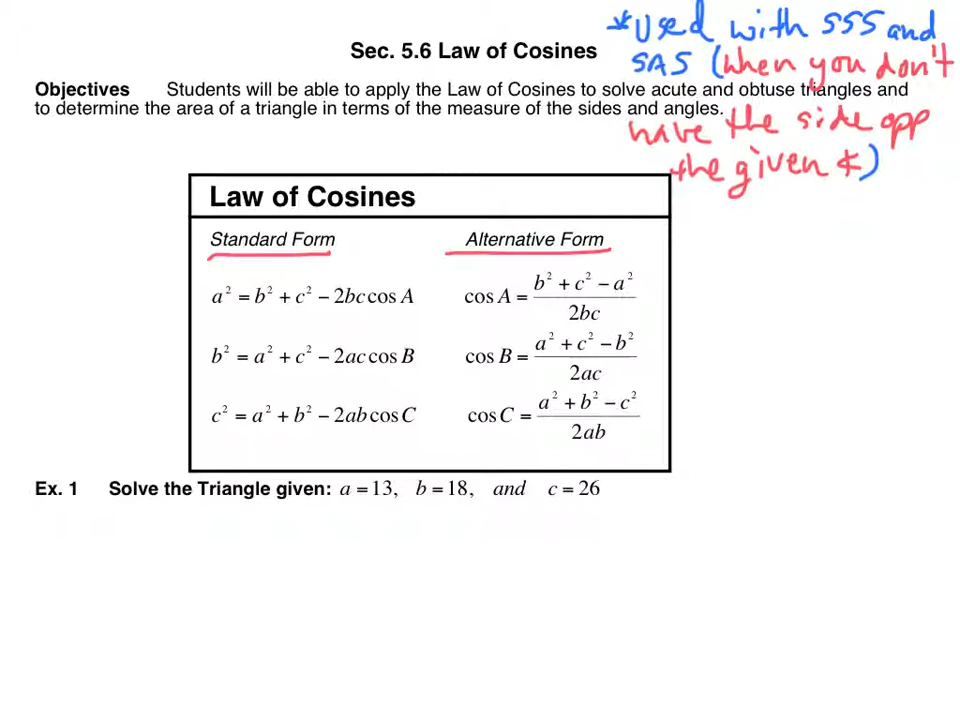 *Used with SSS and
Sec. 5.6 Law of Cosines
SAS (when you don't
Objectives Students will be able to apply the Law of Cosines to solve acute and obtuse triangles and
to determine the area of a triangle in terms of the measure of the sides and angles.
have the side opp
the given ∢)
Law of Cosines
Standard Form Alternative Form
a² = b² + c² − 2bc cos A cos A = (b² + c² − a²)/(2bc)
b² = a² + c² − 2ac cos B cos B = (a² + c² − b²)/(2ac)
c² = a² + b² − 2ab cos C cos C = (a² + b² − c²)/(2ab)
Ex. 1 Solve the Triangle given: a = 13, b = 18, and c = 26